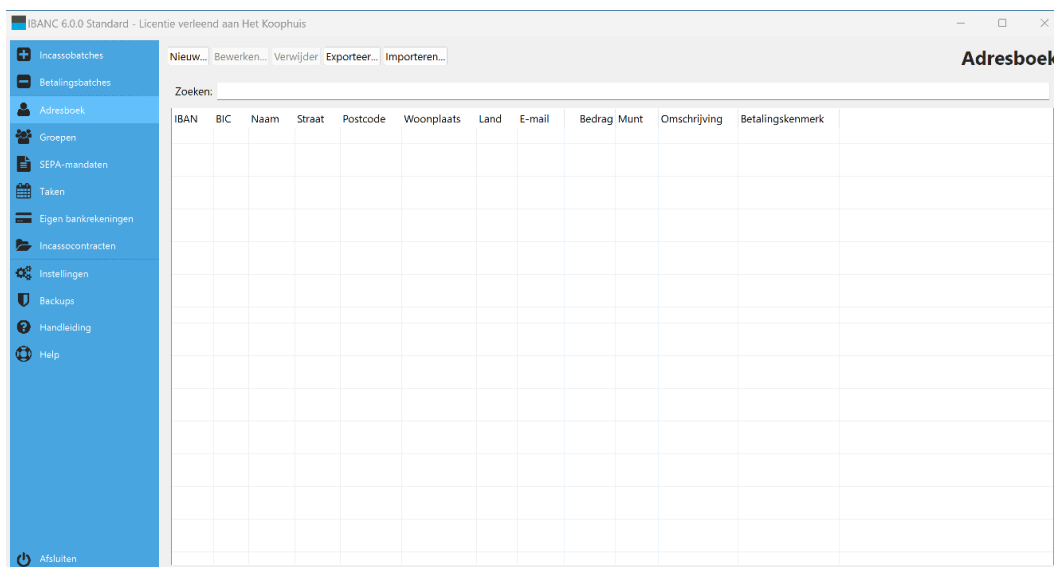 IBANC 6.0.0 Standard - Licentie verleend aan Het Koophuis
Incassobatches
Betalingsbatches
Adresboek
Groepen
SEPA-mandaten
Taken
Eigen bankrekeningen
Incassocontracten
Instellingen
Backups
Handleiding
Help
Afsluiten
Nieuw... Bewerken... Verwijder Exporteer... Importeren...
Adresboek
Zoeken:
IBAN BIC Naam Straat Postcode Woonplaats Land E-mail Bedrag Munt Omschrijving Betalingskenmerk